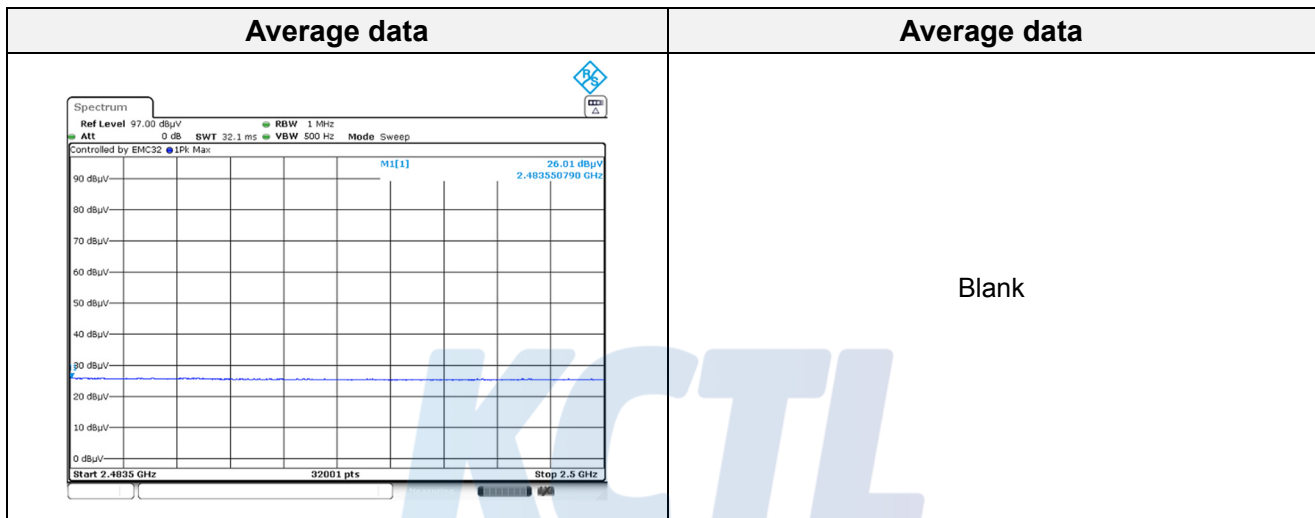 Average data
Average data
R&S
Spectrum
Ref Level 97.00 dBµV RBW 1 MHz
Att 0 dB SWT 32.1 ms VBW 500 Hz Mode Sweep
Controlled by EMC32 1Pk Max
M1[1] 26.01 dBµV
2.483550790 GHz
90 dBµV
80 dBµV
70 dBµV
60 dBµV
50 dBµV
40 dBµV
30 dBµV
20 dBµV
10 dBµV
0 dBµV
Start 2.4835 GHz 32001 pts Stop 2.5 GHz
Blank
KCTL